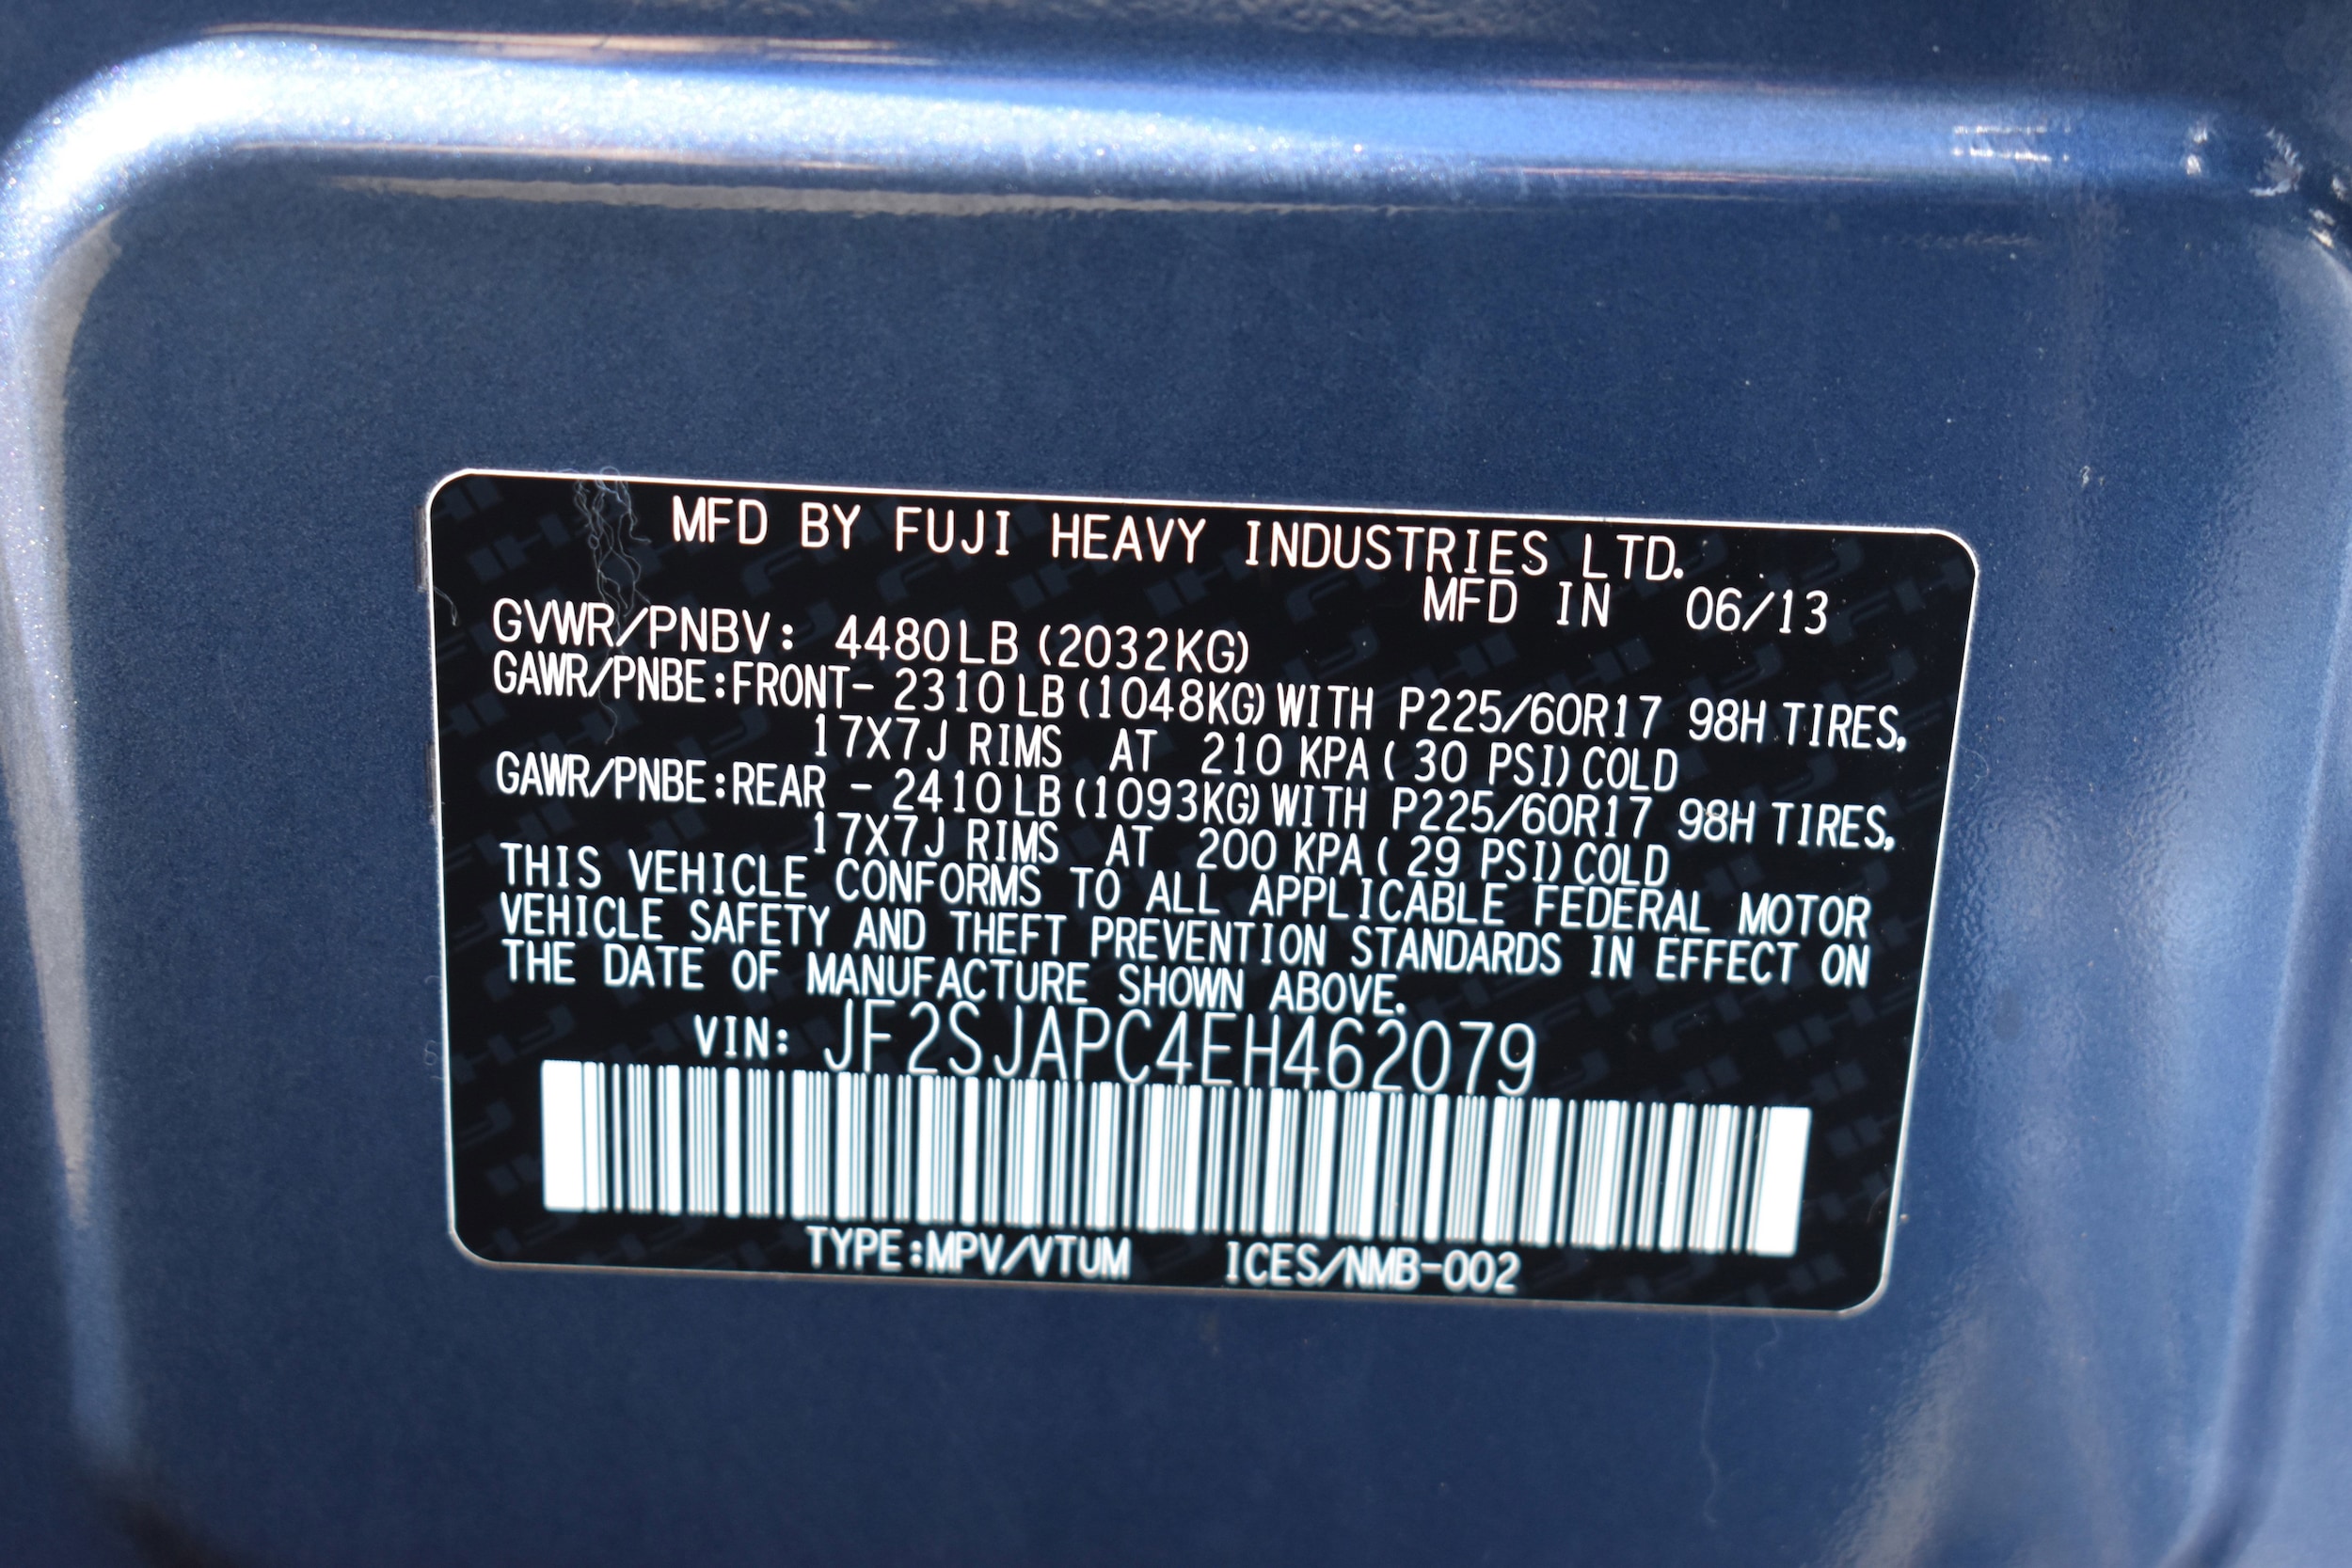 MFD BY FUJI HEAVY INDUSTRIES LTD.
MFD IN 06/13
GVWR/PNBV: 4480LB (2032KG)
GAWR/PNBE:FRONT- 2310LB(1048KG)WITH P225/60R17 98H TIRES,
17X7J RIMS AT 210 KPA( 30 PSI)COLD
GAWR/PNBE:REAR - 2410LB(1093KG)WITH P225/60R17 98H TIRES,
17X7J RIMS AT 200 KPA( 29 PSI)COLD
THIS VEHICLE CONFORMS TO ALL APPLICABLE FEDERAL MOTOR
VEHICLE SAFETY AND THEFT PREVENTION STANDARDS IN EFFECT ON
THE DATE OF MANUFACTURE SHOWN ABOVE.
VIN: JF2SJAPC4EH462079
TYPE:MPV/VTUM ICES/NMB-002